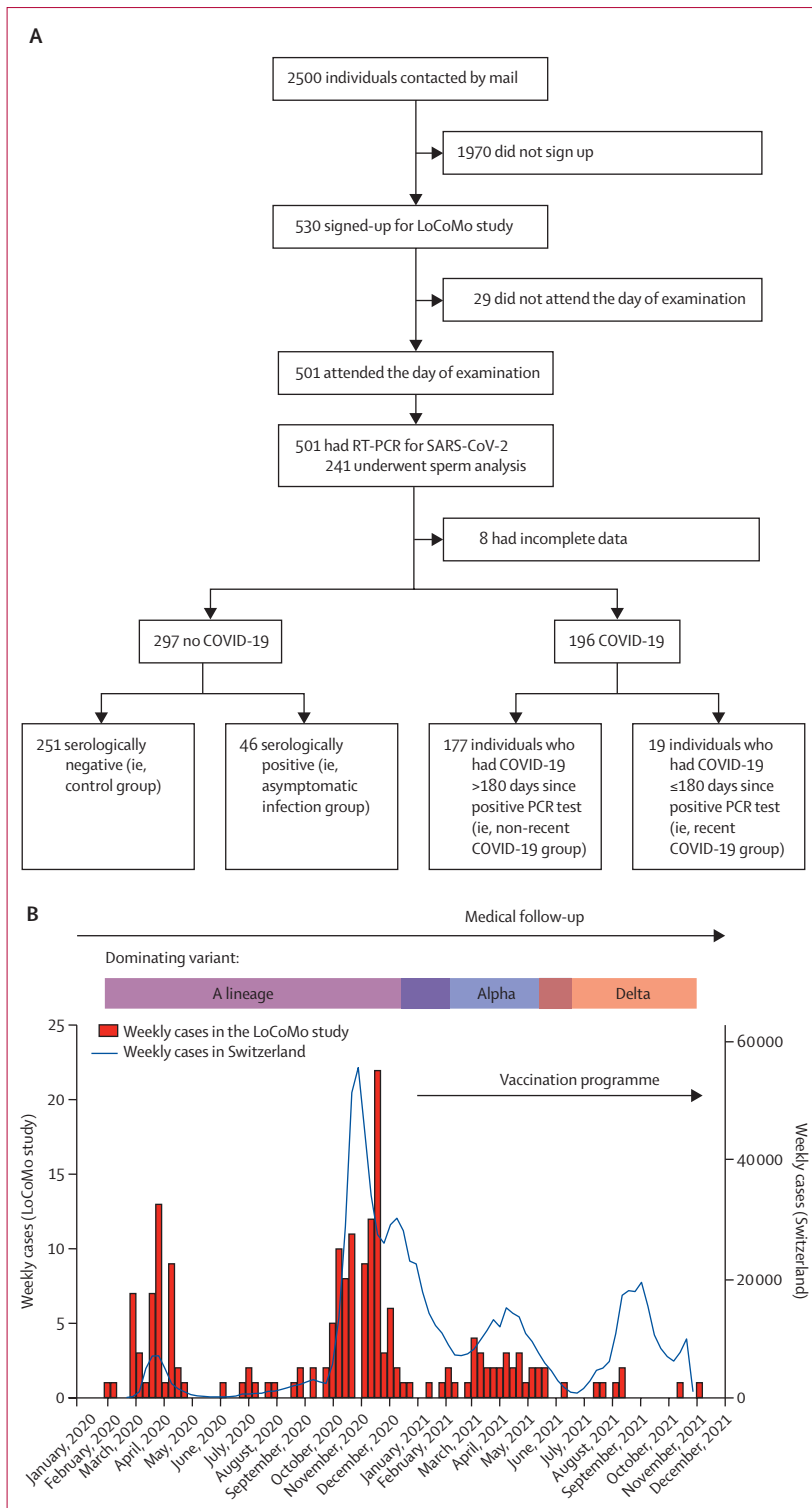 A
2500 individuals contacted by mail
1970 did not sign up
530 signed-up for LoCoMo study
29 did not attend the day of examination
501 attended the day of examination
501 had RT-PCR for SARS-CoV-2
241 underwent sperm analysis
8 had incomplete data
297 no COVID-19
196 COVID-19
251 serologically
negative (ie,
control group)
46 serologically
positive (ie,
asymptomatic
infection group)
177 individuals who
had COVID-19
>180 days since
positive PCR test
(ie, non-recent
COVID-19 group)
19 individuals who
had COVID-19
≤180 days since
positive PCR test
(ie, recent
COVID-19 group)
B
Medical follow-up
Dominating variant:
A lineage
Alpha
Delta
Weekly cases in the LoCoMo study
Weekly cases in Switzerland
Vaccination programme
Weekly cases (LoCoMo study)
25
20
15
10
5
0
Weekly cases (Switzerland)
60000
40000
20000
0
January, 2020
February, 2020
March, 2020
April, 2020
May, 2020
June, 2020
July, 2020
August, 2020
September, 2020
October, 2020
November, 2020
December, 2020
January, 2021
February, 2021
March, 2021
April, 2021
May, 2021
June, 2021
July, 2021
August, 2021
September, 2021
October, 2021
November, 2021
December, 2021